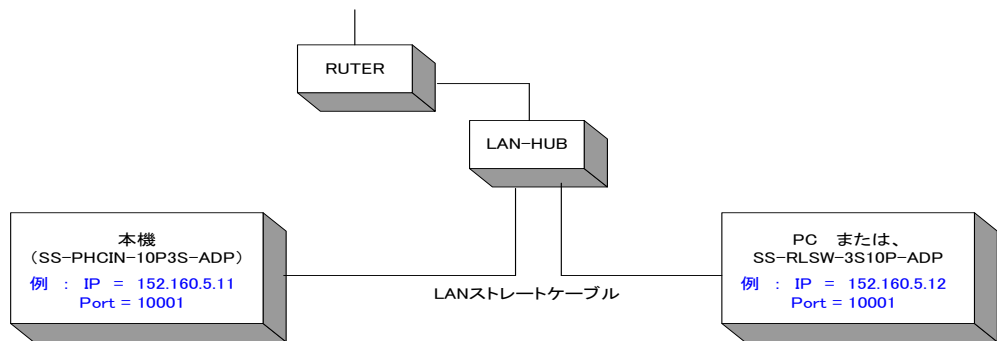 RUTER
LAN-HUB
本機
(SS-PHCIN-10P3S-ADP)
例 : IP = 152.160.5.11
Port = 10001
PC または、
SS-RLSW-3S10P-ADP
例 : IP = 152.160.5.12
Port = 10001
LANストレートケーブル